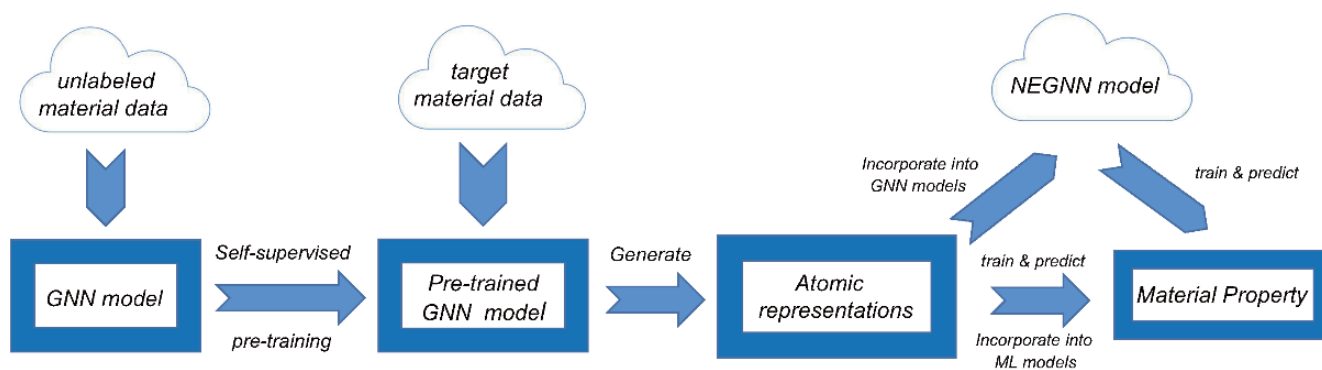 unlabeled
material data
target
material data
NEGNN model
Incorporate into
GNN models
train & predict
GNN model
Self-supervised
pre-training
Pre-trained
GNN model
Generate
Atomic
representations
train & predict
Incorporate into
ML models
Material Property